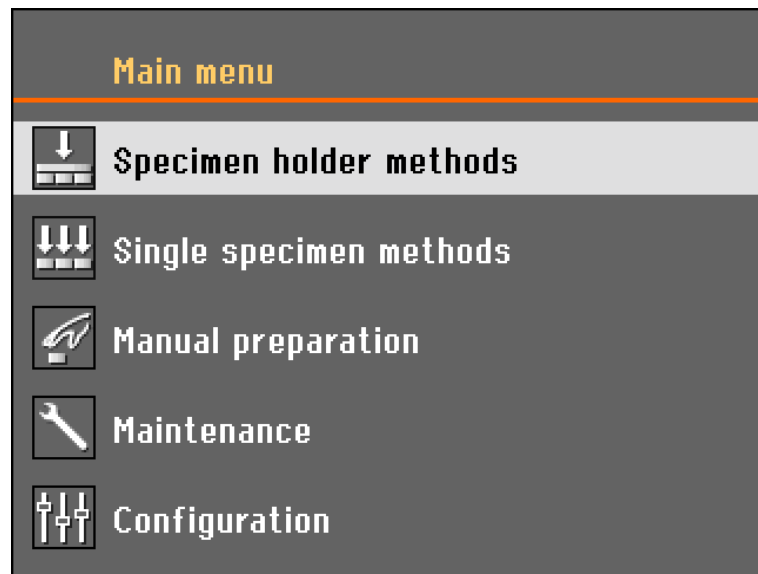 Main menu
Specimen holder methods
Single specimen methods
Manual preparation
Maintenance
Configuration